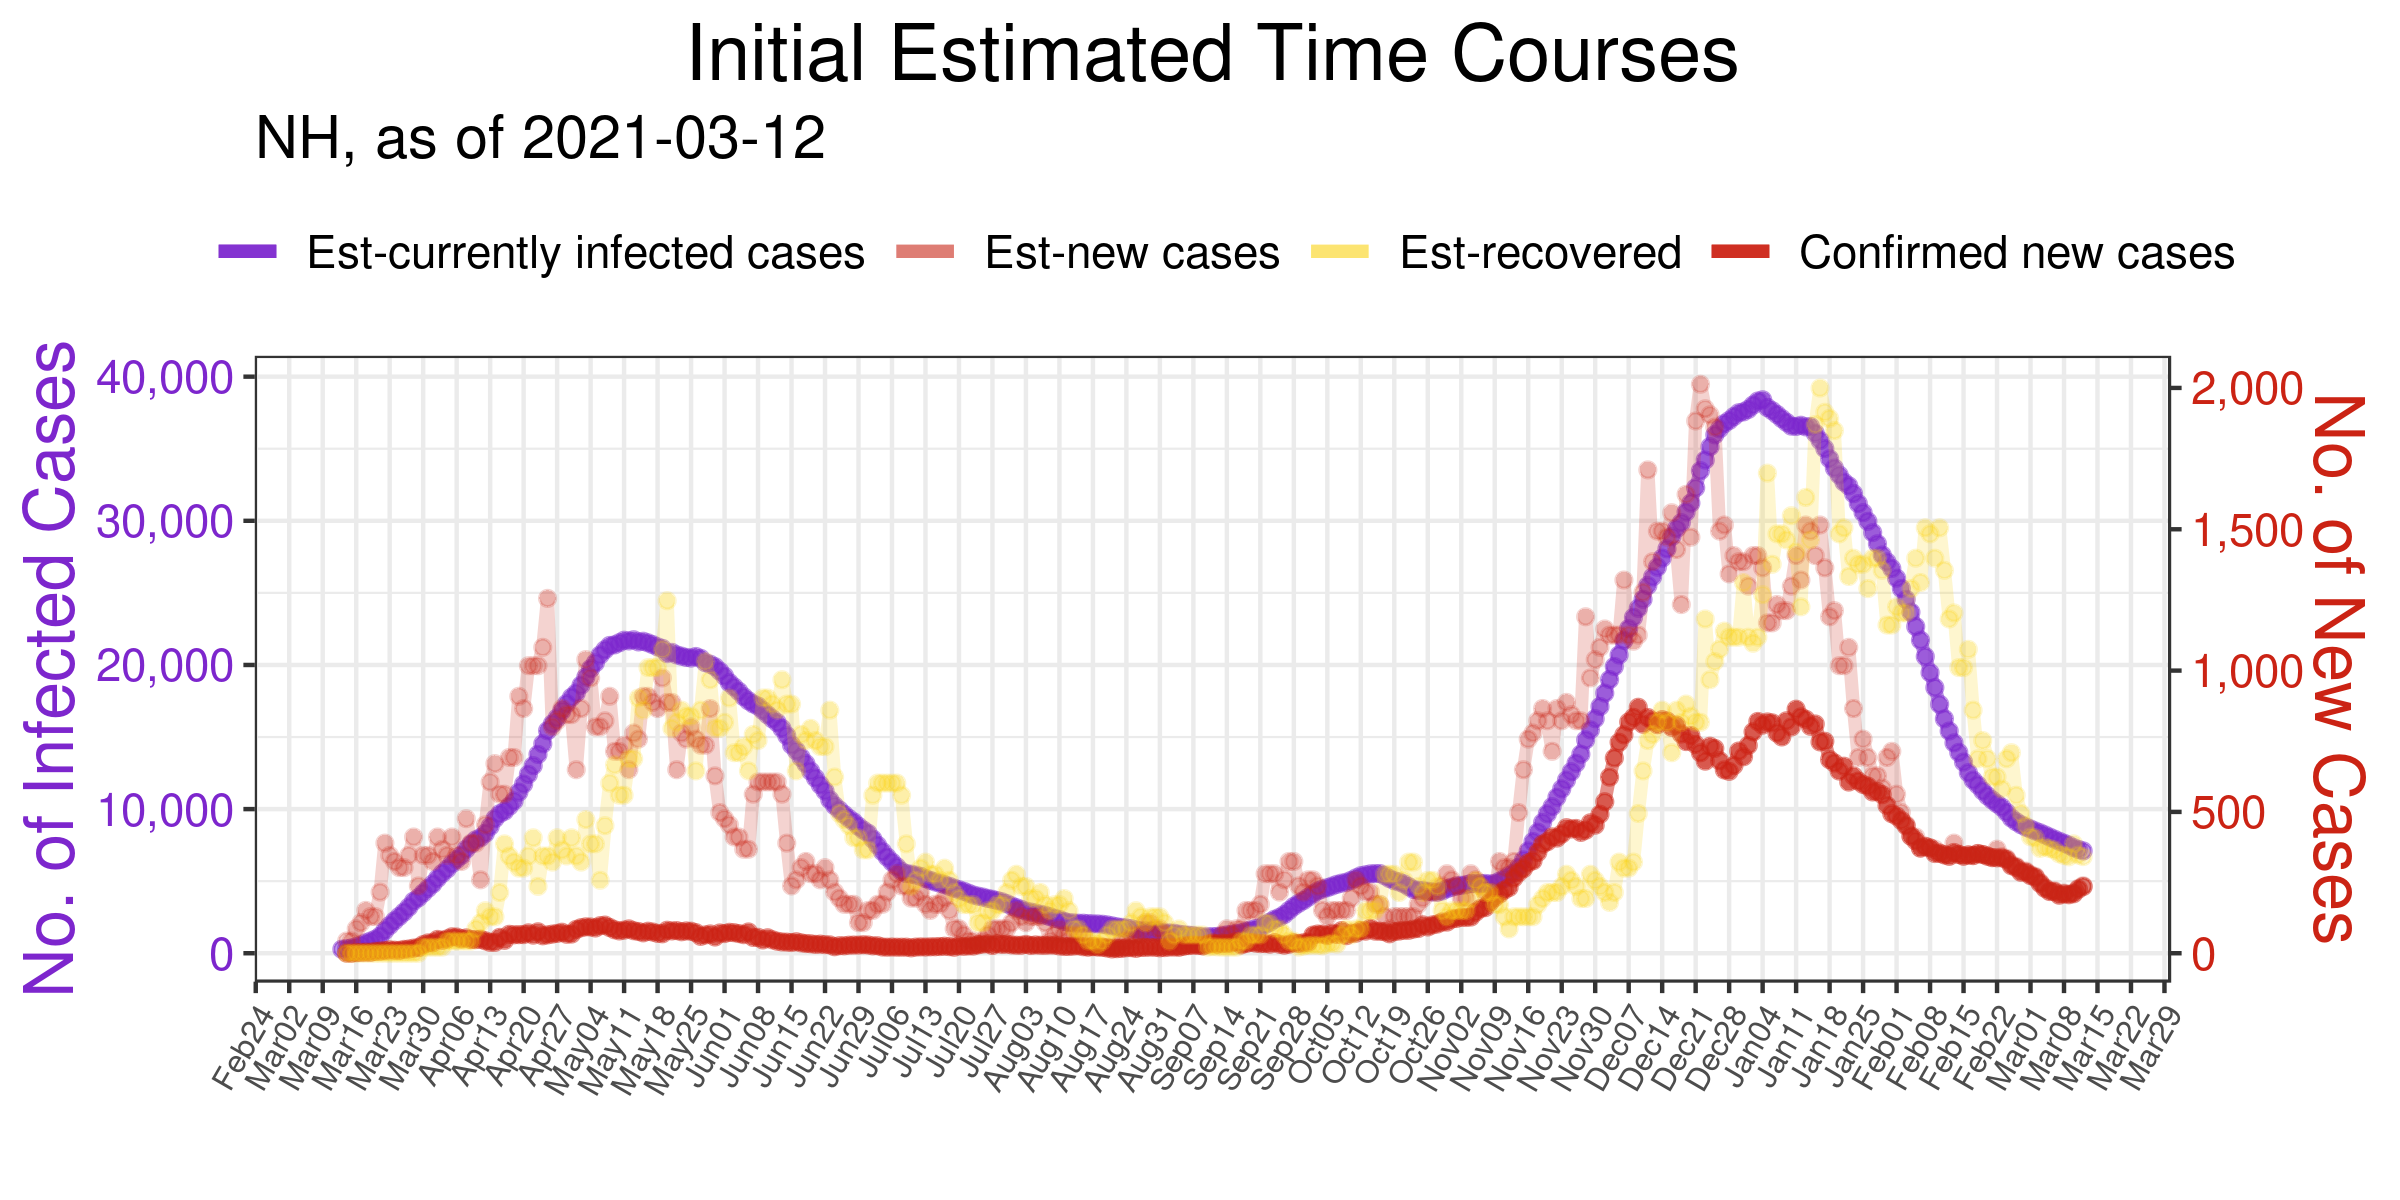 Initial Estimated Time Courses
NH, as of 2021-03-12
Est-currently infected cases Est-new cases Est-recovered Confirmed new cases
No. of Infected Cases
40,000
30,000
20,000
10,000
0
2,000
1,500
1,000
500
0
No. of New Cases
Feb24 Mar02 Mar09 Mar16 Mar23 Mar30 Apr06 Apr13 Apr20 Apr27 May04 May11 May18 May25 Jun01 Jun08 Jun15 Jun22 Jun29 Jul06 Jul13 Jul20 Jul27 Aug03 Aug10 Aug17 Aug24 Aug31 Sep07 Sep14 Sep21 Sep28 Oct05 Oct12 Oct19 Oct26 Nov02 Nov09 Nov16 Nov23 Nov30 Dec07 Dec14 Dec21 Dec28 Jan04 Jan11 Jan18 Jan25 Feb01 Feb08 Feb15 Feb22 Mar01 Mar08 Mar15 Mar22 Mar29